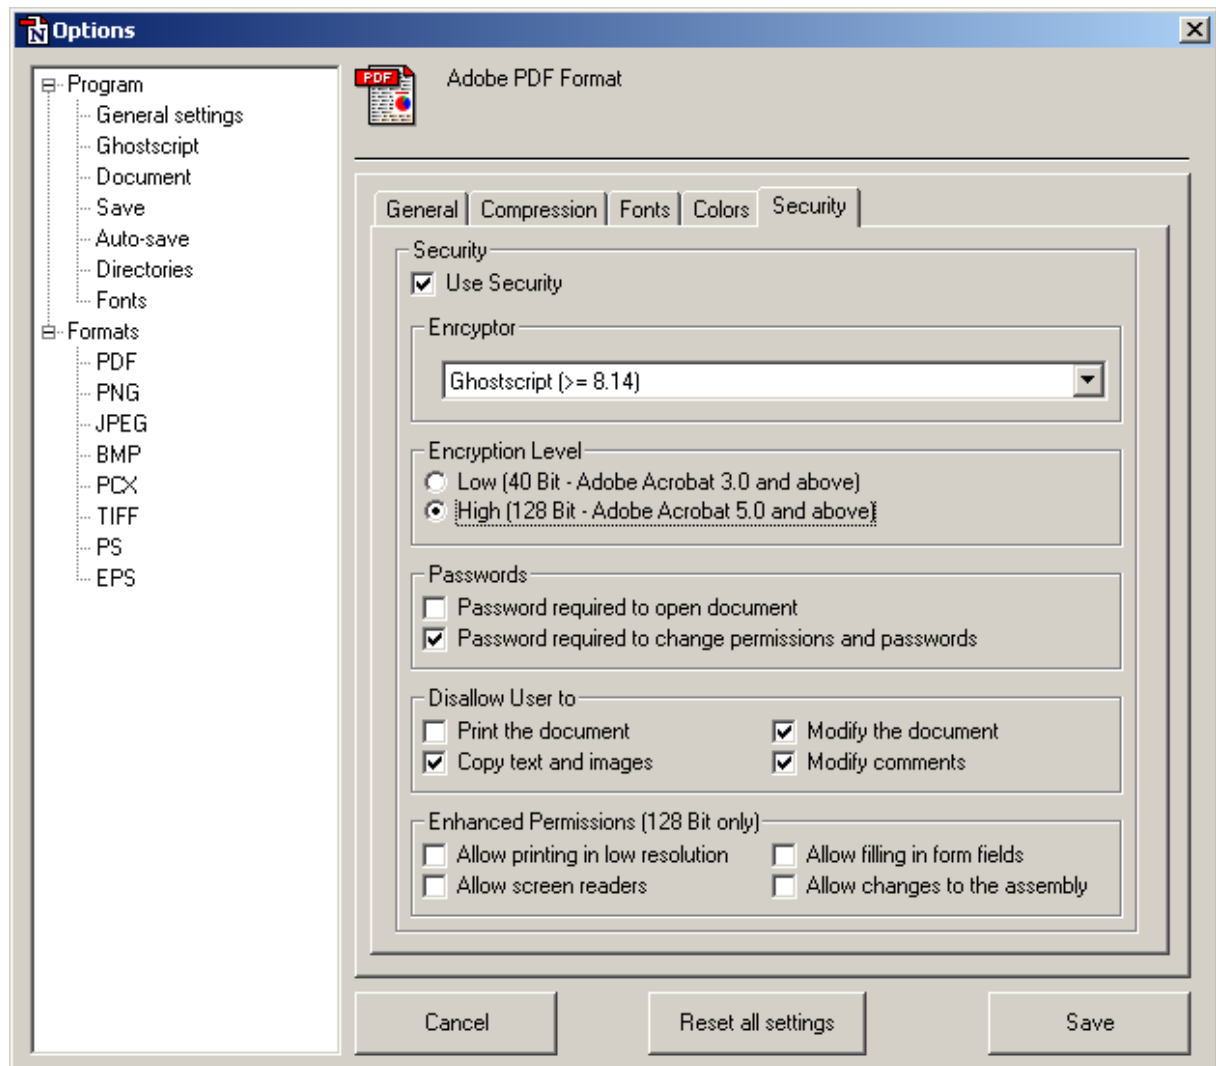 Options
Program
General settings
Ghostscript
Document
Save
Auto-save
Directories
Fonts
Formats
PDF
PNG
JPEG
BMP
PCX
TIFF
PS
EPS
PDF
Adobe PDF Format
General Compression Fonts Colors Security
Security
Use Security
Enrcyptor
Ghostscript (>= 8.14)
Encryption Level
Low (40 Bit - Adobe Acrobat 3.0 and above)
High (128 Bit - Adobe Acrobat 5.0 and above)
Passwords
Password required to open document
Password required to change permissions and passwords
Disallow User to
Print the document Modify the document
Copy text and images Modify comments
Enhanced Permissions (128 Bit only)
Allow printing in low resolution Allow filling in form fields
Allow screen readers Allow changes to the assembly
Cancel Reset all settings Save